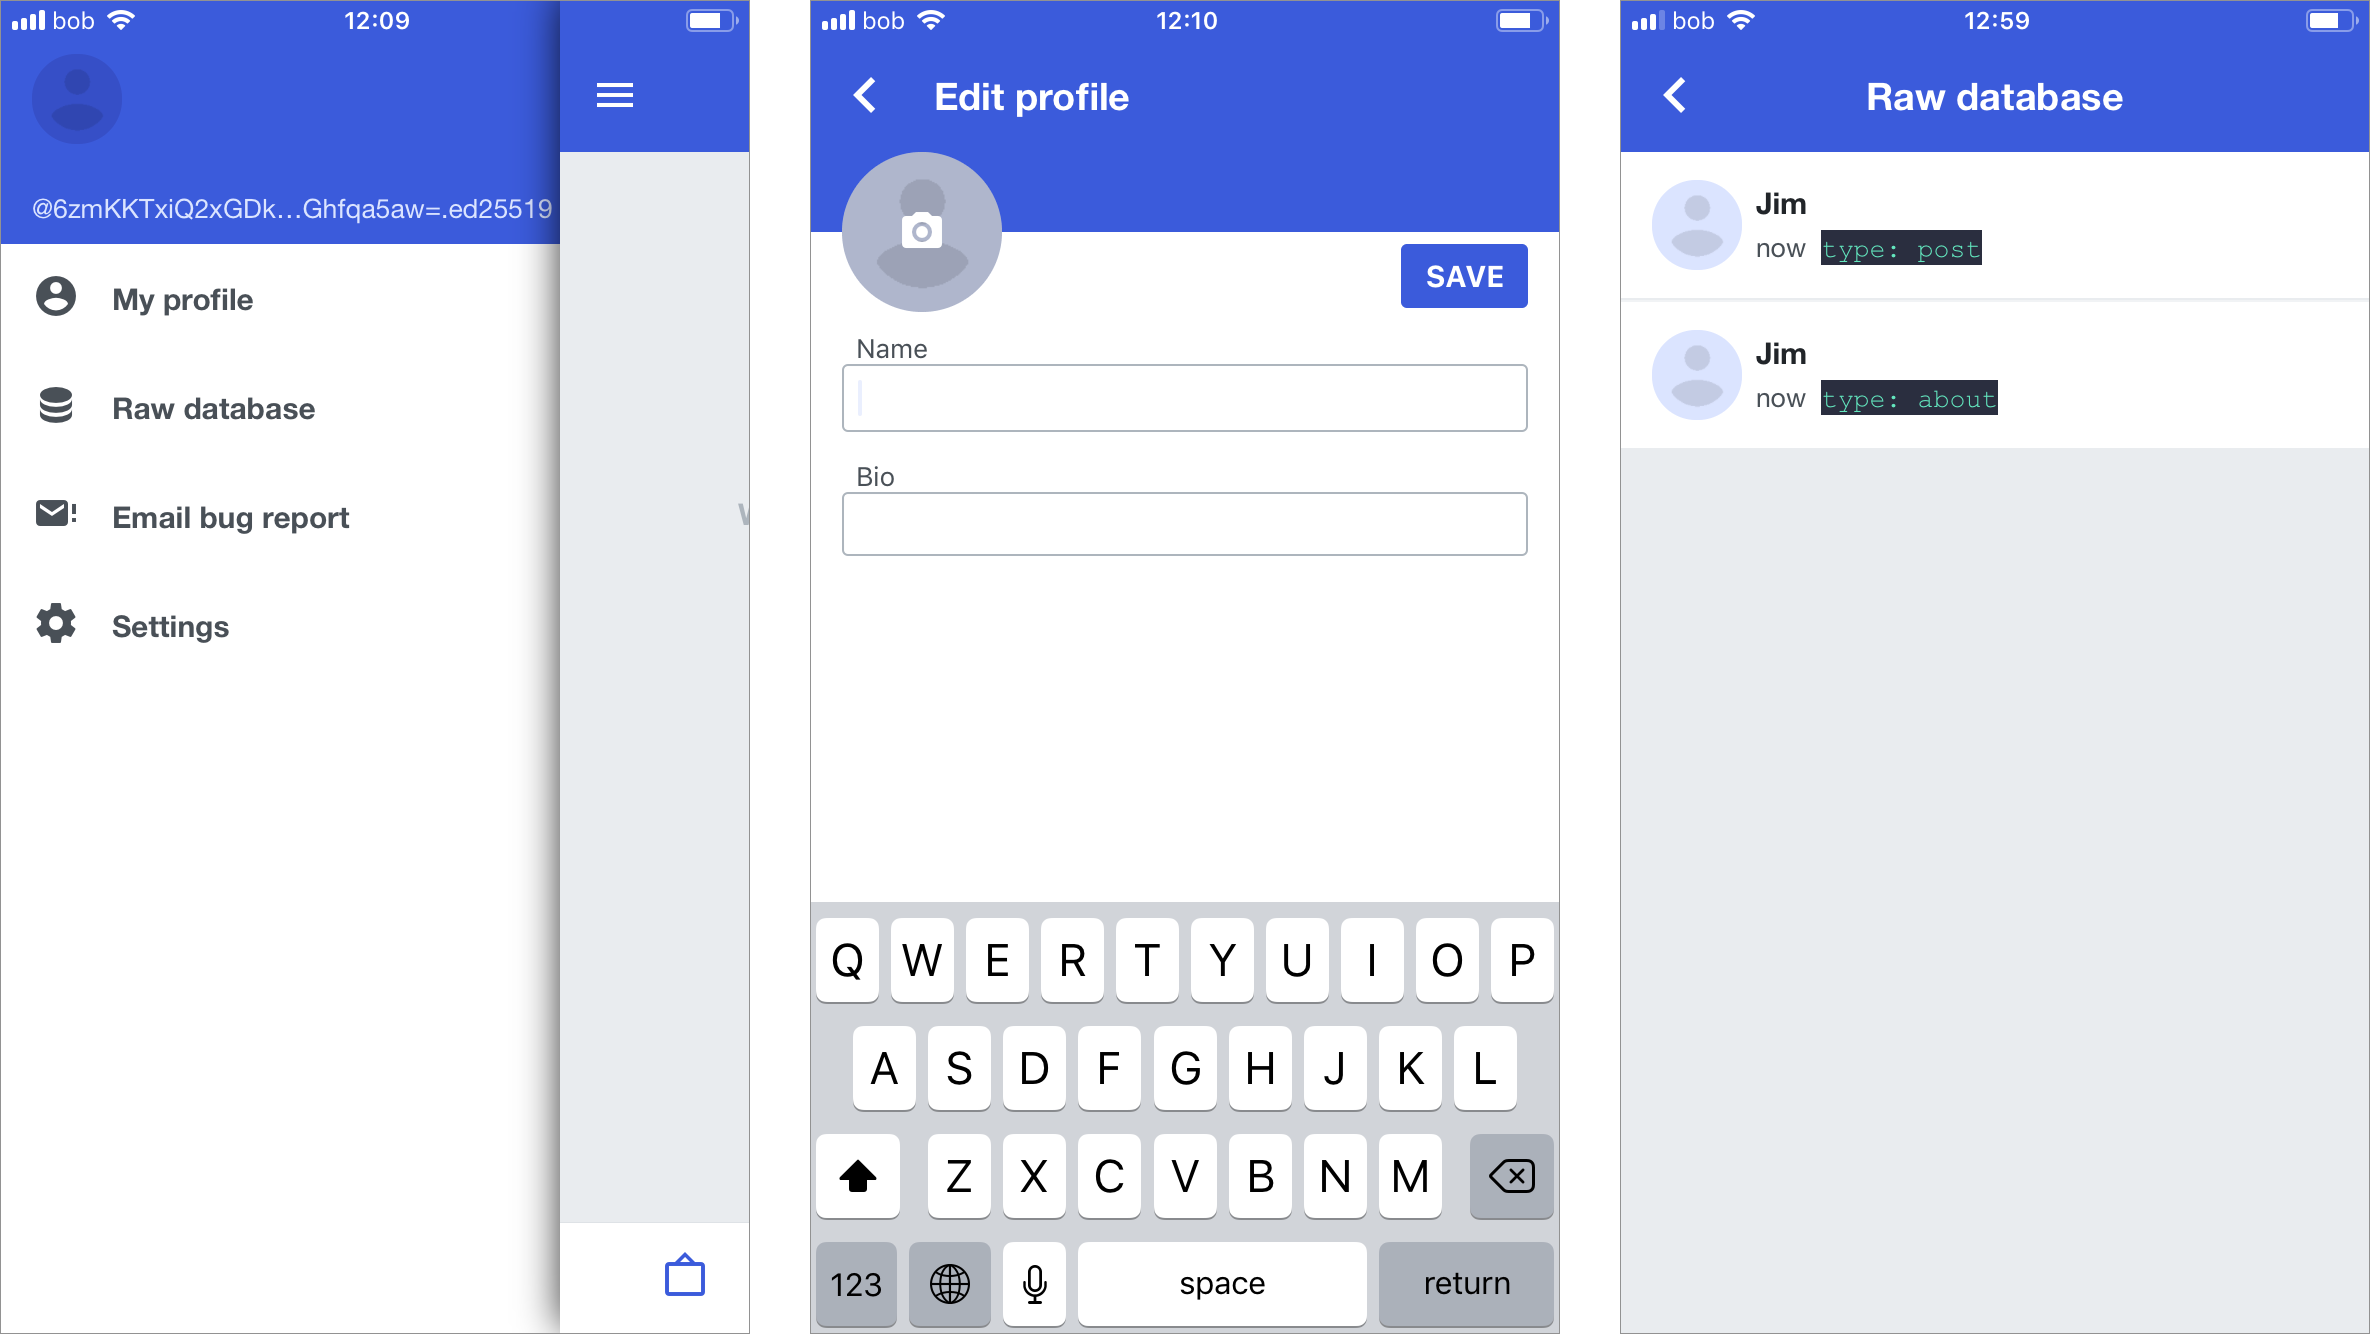 bob 12:09
@6zmKKTxiQ2xGDk...Ghfqa5aw=.ed25519
My profile
Raw database
Email bug report
Settings
bob 12:10
Edit profile
SAVE
Name
Bio
Q W E R T Y U I O P
A S D F G H J K L
Z X C V B N M
123 space return
bob 12:59
Raw database
Jim
now type: post
Jim
now type: about